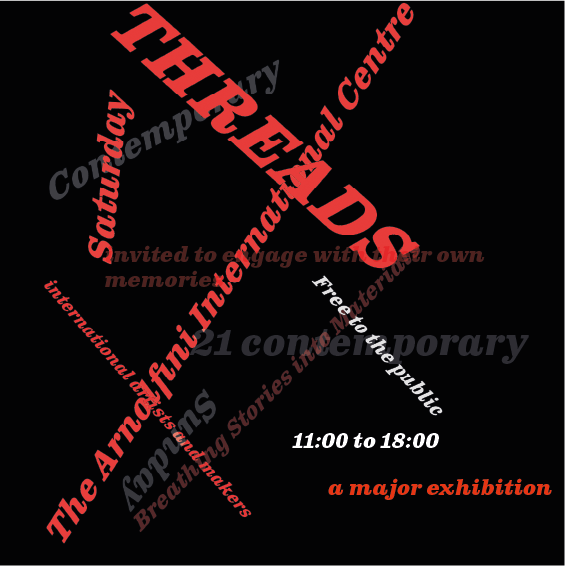 THREADS
Contemporary
Saturday
The Arnolfini International Centre
invited to engage with their own
memories
international artists and makers
21 contemporary
Free to the public
Sunday
Breathing Stories into Materials
11:00 to 18:00
a major exhibition